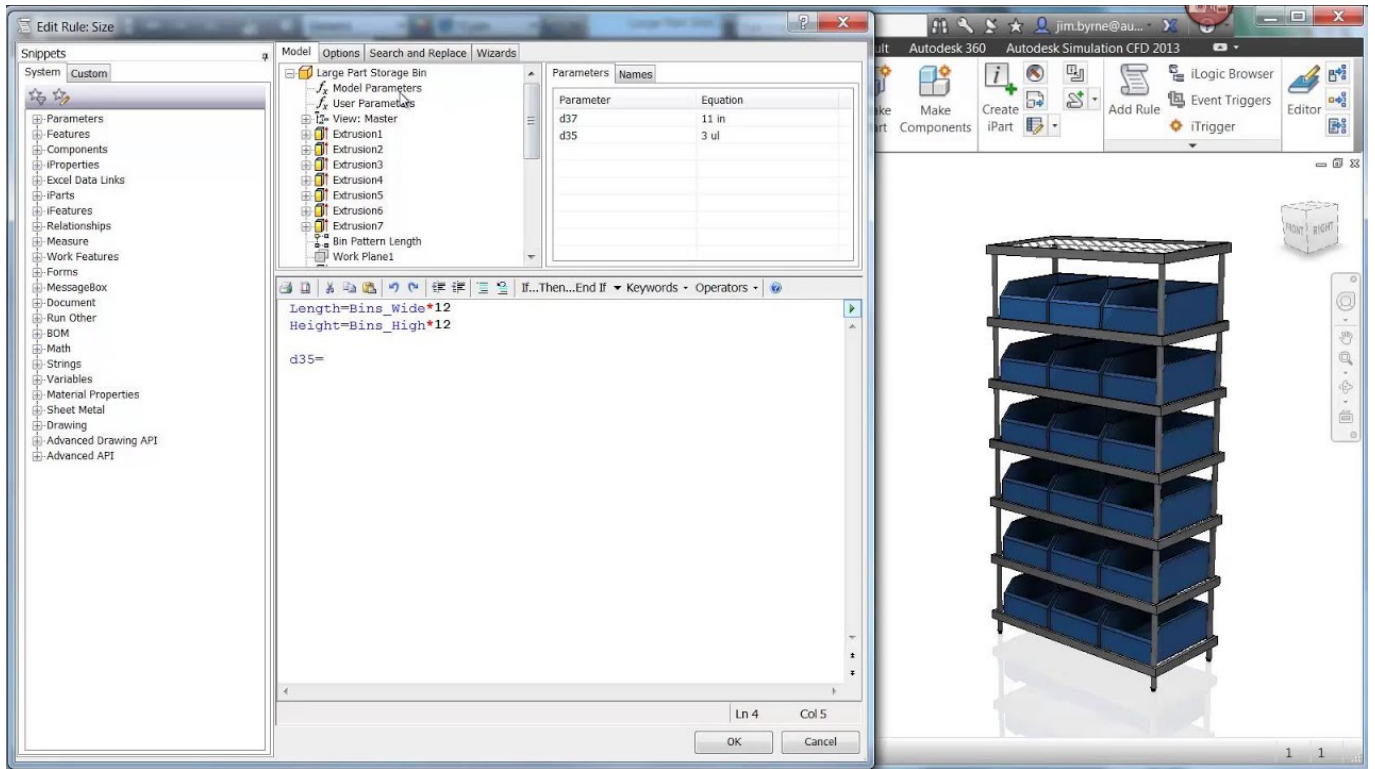 Edit Rule: Size
jim.byrne@au...
Autodesk 360 Autodesk Simulation CFD 2013
Snippets
System Custom
Parameters
Features
Components
iProperties
Excel Data Links
iParts
iFeatures
Relationships
Measure
Work Features
Forms
MessageBox
Document
Run Other
BOM
Math
Strings
Variables
Material Properties
Sheet Metal
Drawing
Advanced Drawing API
Advanced API
Model Options Search and Replace Wizards
Large Part Storage Bin
Model Parameters
User Parameters
View: Master
Extrusion1
Extrusion2
Extrusion3
Extrusion4
Extrusion5
Extrusion6
Extrusion7
Bin Pattern Length
Work Plane1
Parameters Names
Parameter Equation
d37 11 in
d35 3 ul
If...Then...End If Keywords Operators
Length=Bins_Wide*12
Height=Bins_High*12
d35=
Ln 4 Col 5
OK Cancel
Make
Components
Create
iPart
Add Rule
iLogic Browser
Event Triggers
iTrigger
Editor
FRONT RIGHT
1 1